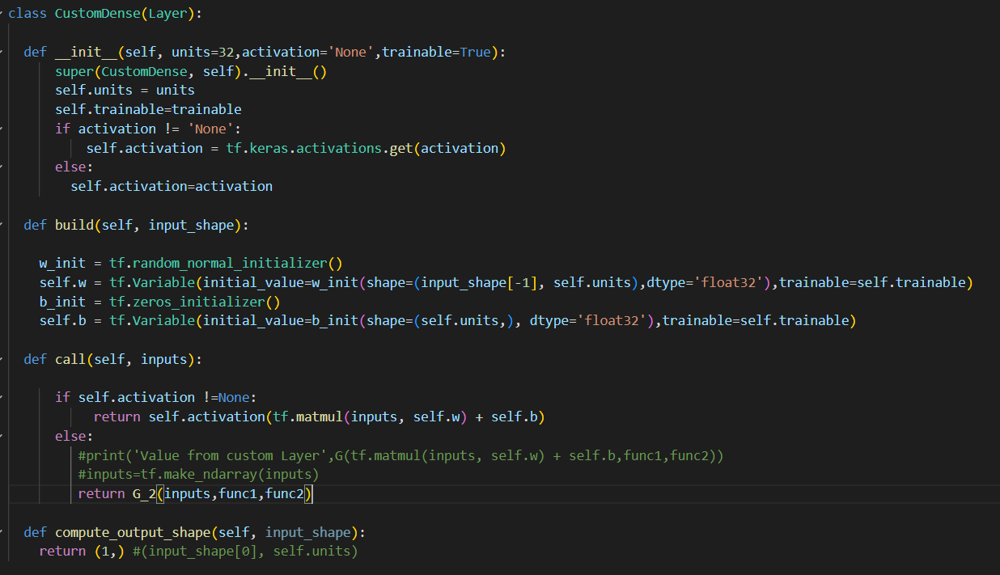 class CustomDense(Layer):
def __init__(self, units=32,activation='None',trainable=True):
super(CustomDense, self).__init__()
self.units = units
self.trainable=trainable
if activation != 'None':
self.activation = tf.keras.activations.get(activation)
else:
self.activation=activation
def build(self, input_shape):
w_init = tf.random_normal_initializer()
self.w = tf.Variable(initial_value=w_init(shape=(input_shape[-1], self.units),dtype='float32'),trainable=self.trainable)
b_init = tf.zeros_initializer()
self.b = tf.Variable(initial_value=b_init(shape=(self.units,), dtype='float32'),trainable=self.trainable)
def call(self, inputs):
if self.activation !=None:
return self.activation(tf.matmul(inputs, self.w) + self.b)
else:
#print('Value from custom Layer',G(tf.matmul(inputs, self.w) + self.b,func1,func2))
#inputs=tf.make_ndarray(inputs)
return G_2(inputs,func1,func2)
def compute_output_shape(self, input_shape):
return (1,) #(input_shape[0], self.units)